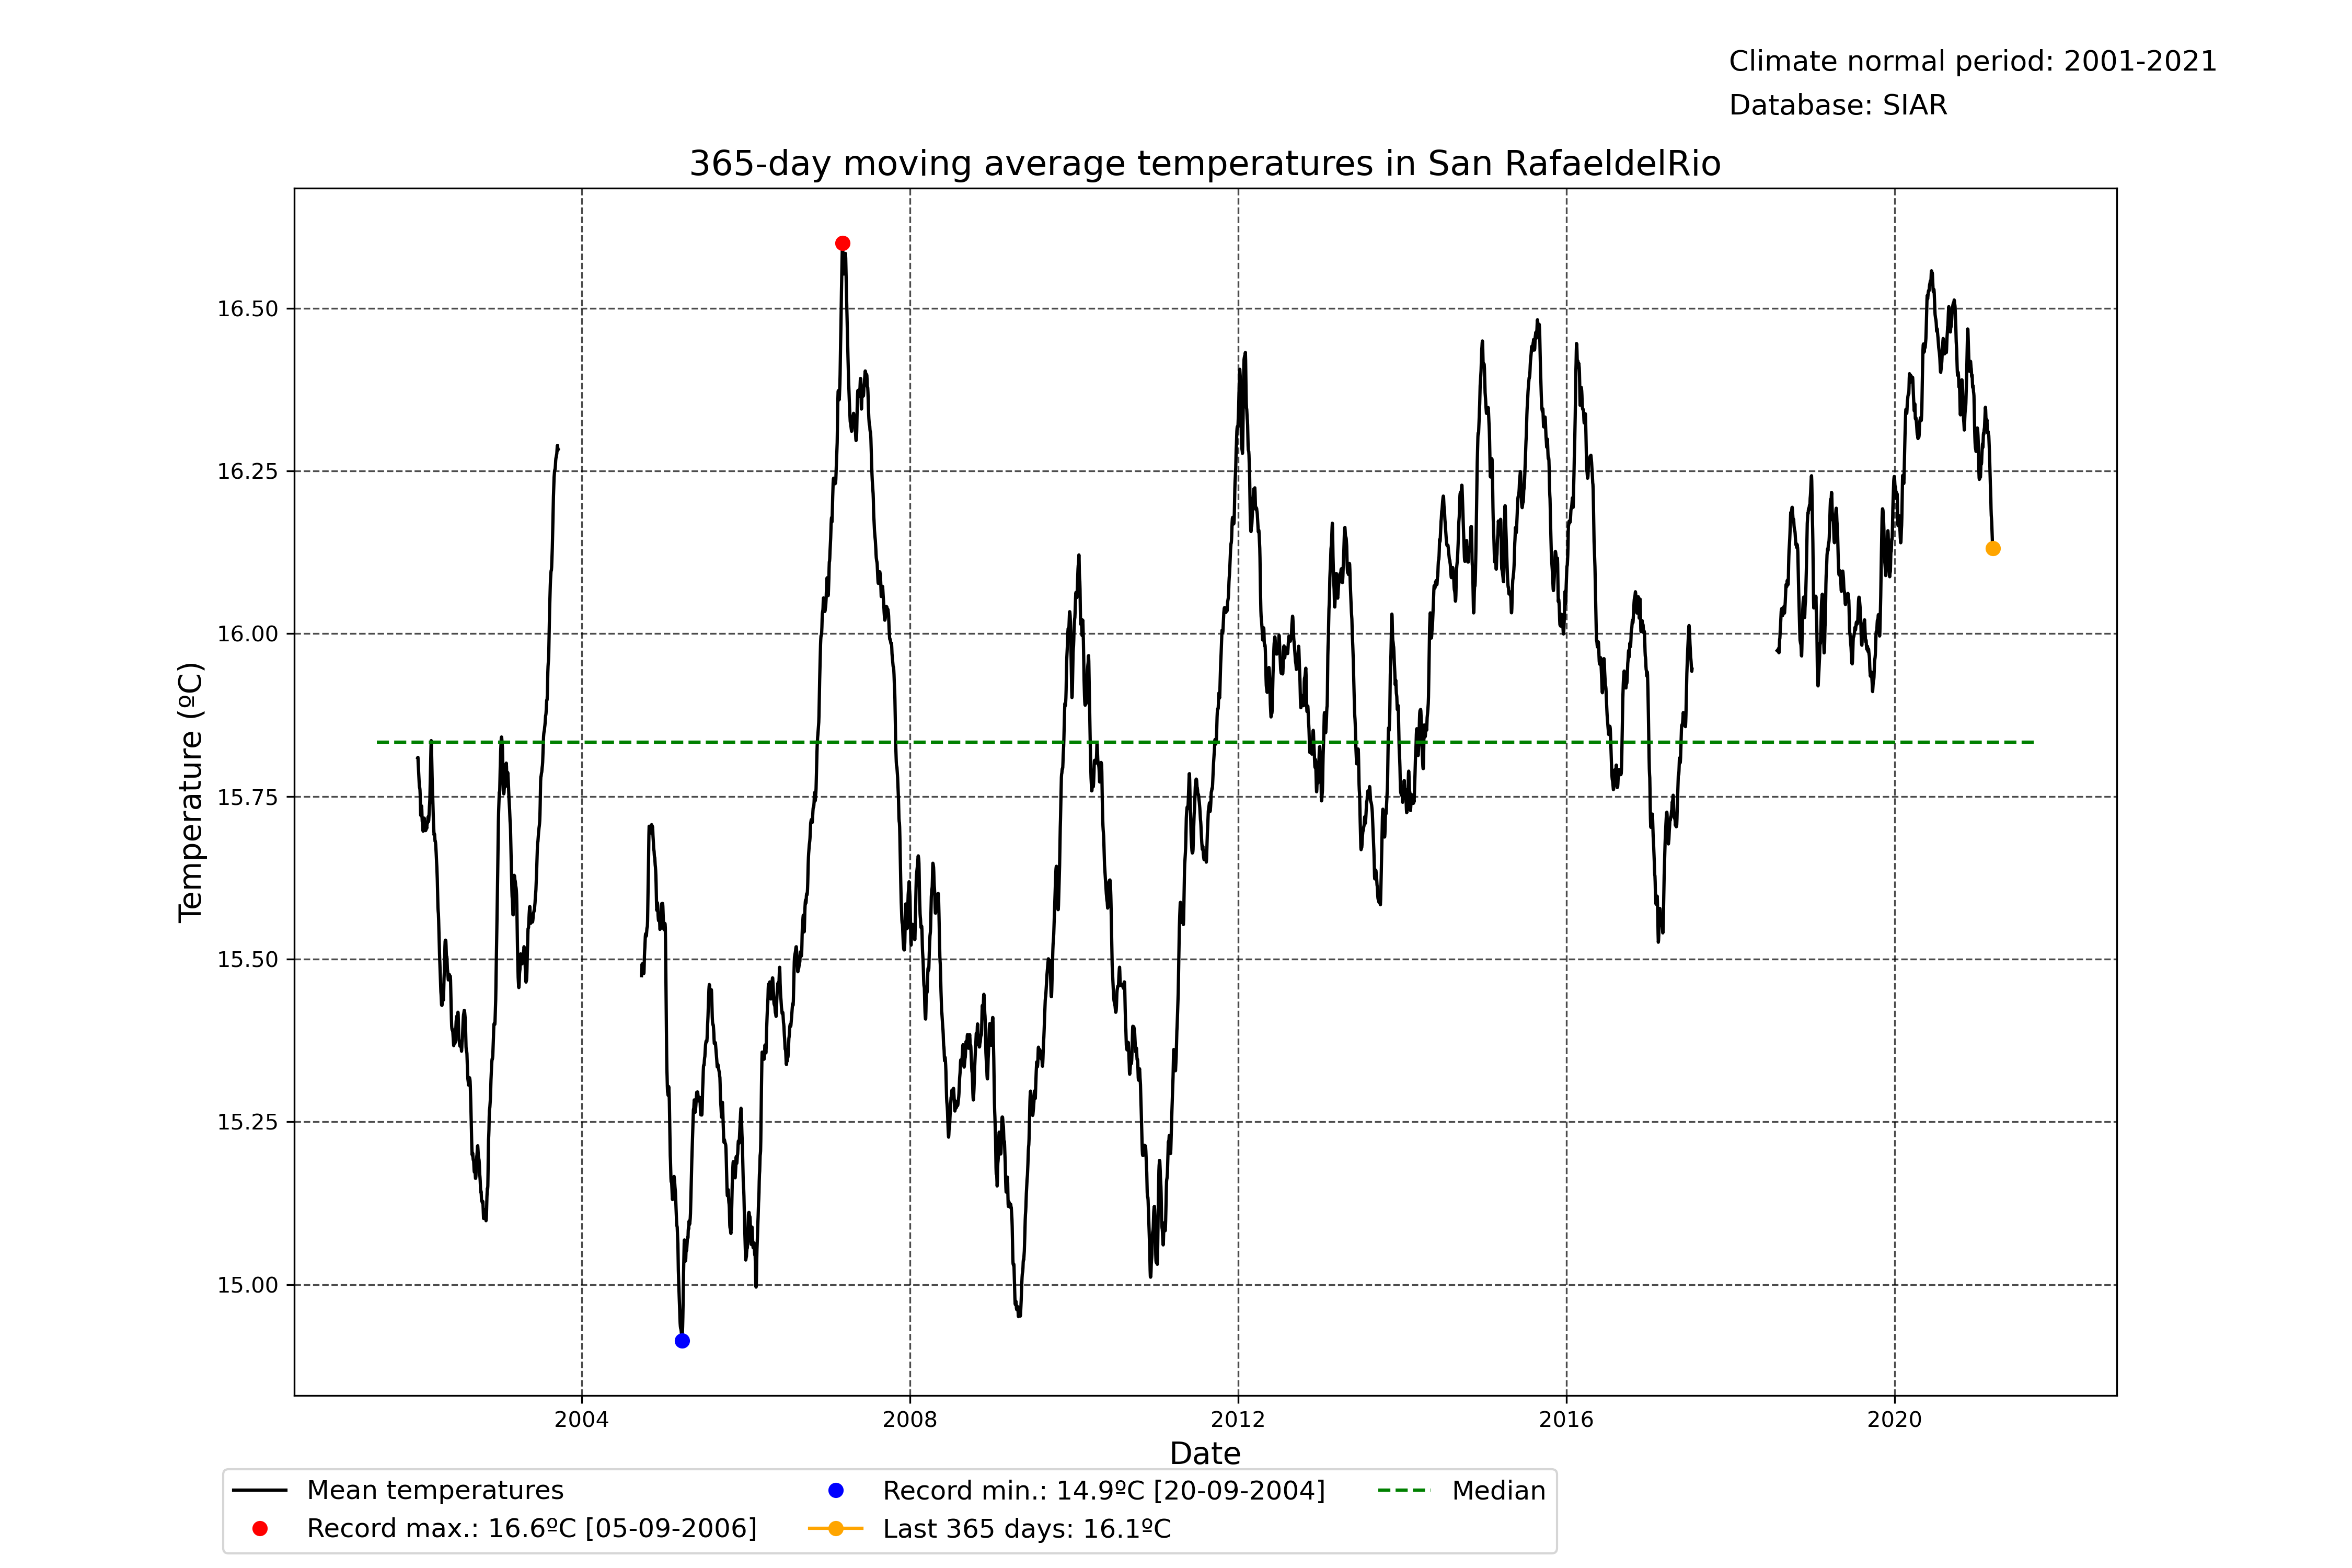 Climate normal period: 2001-2021
Database: SIAR
365-day moving average temperatures in San RafaeldelRio
16.50
16.25
16.00
15.75
15.50
15.25
15.00
Temperature (ºC)
2004 2008 2012 2016 2020
Date
Mean temperatures
Record max.: 16.6ºC [05-09-2006]
Record min.: 14.9ºC [20-09-2004]
Last 365 days: 16.1ºC
Median